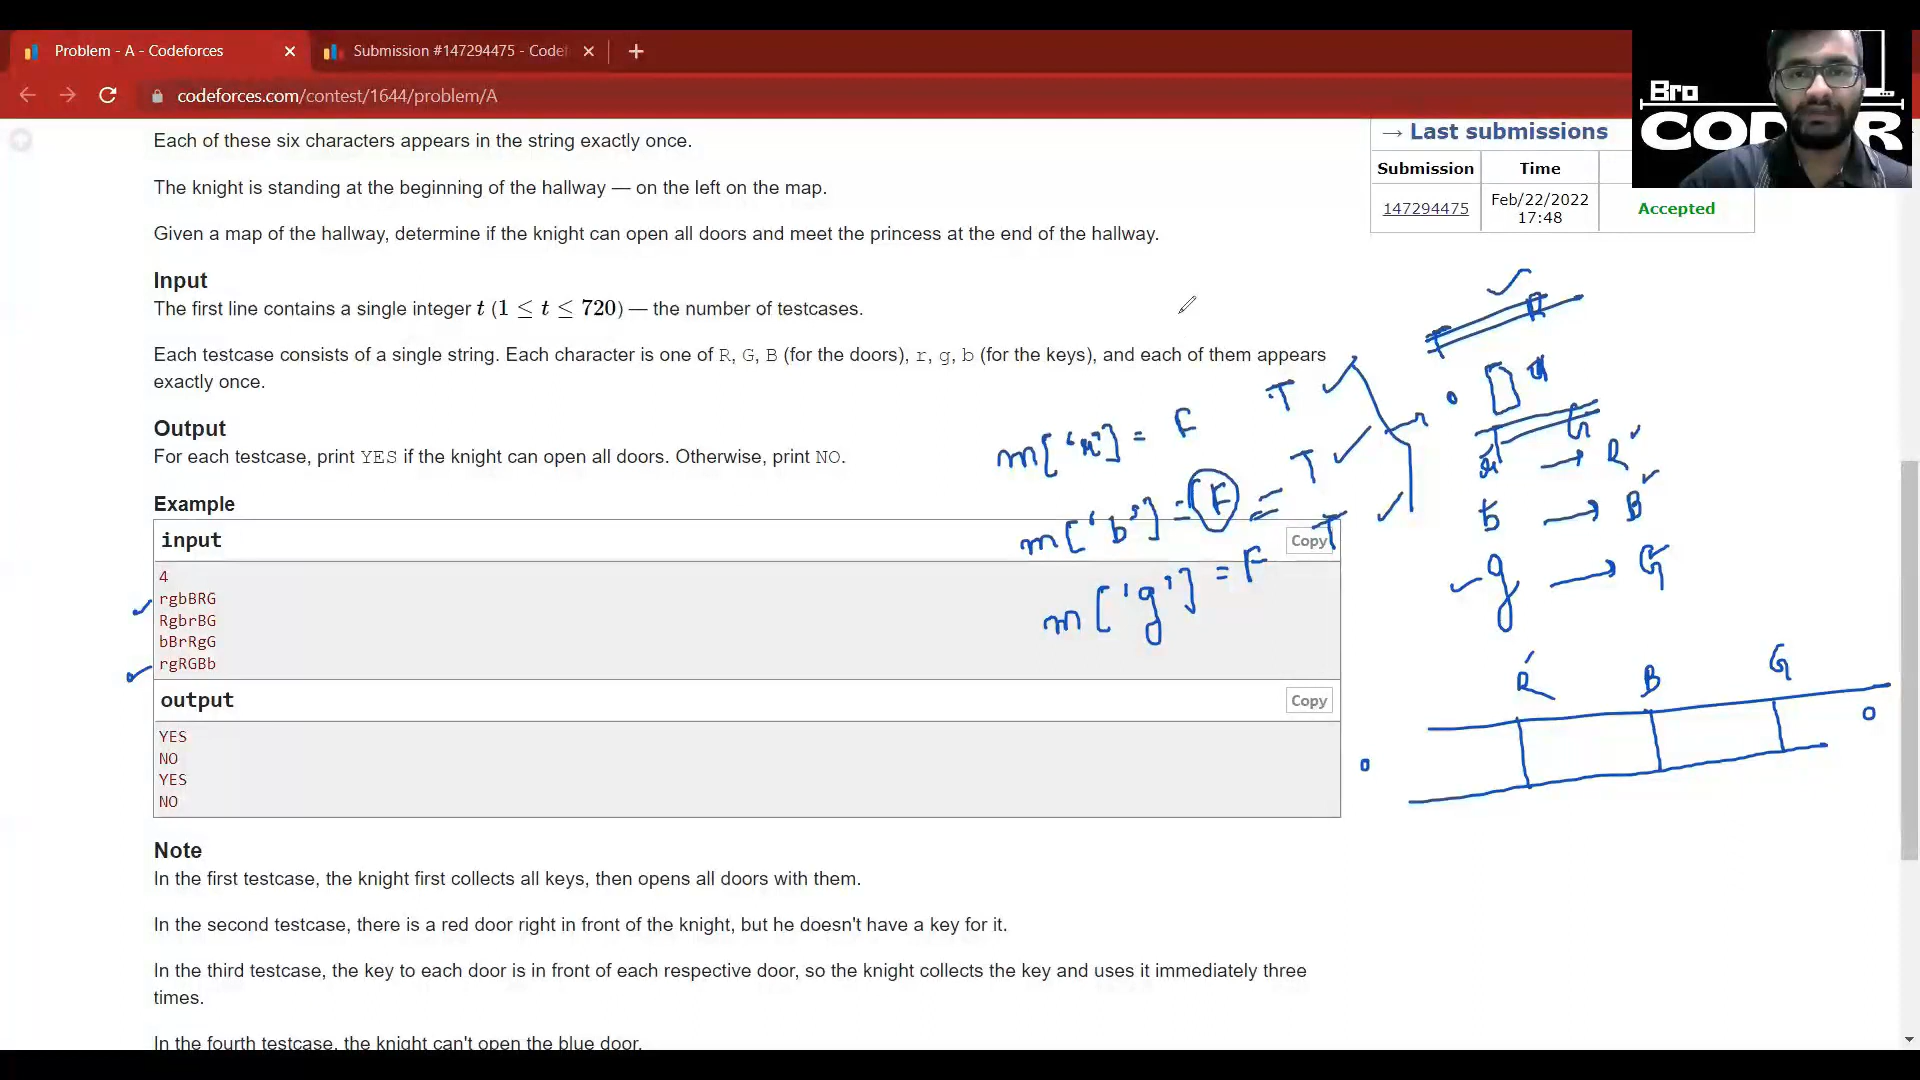 Problem - A - Codeforces
Submission #147294475 - Codef
codeforces.com/contest/1644/problem/A
Bro
CODER
Each of these six characters appears in the string exactly once.
The knight is standing at the beginning of the hallway — on the left on the map.
Given a map of the hallway, determine if the knight can open all doors and meet the princess at the end of the hallway.
→ Last submissions
Submission Time
147294475 Feb/22/2022 17:48 Accepted
Input
The first line contains a single integer t (1 ≤ t ≤ 720) — the number of testcases.
Each testcase consists of a single string. Each character is one of R, G, B (for the doors), r, g, b (for the keys), and each of them appears
exactly once.
Output
For each testcase, print YES if the knight can open all doors. Otherwise, print NO.
Example
input
Copy
4
rgbBRG
RgbrBG
bBrRgG
rgRGBb
output
Copy
YES
NO
YES
NO
Note
In the first testcase, the knight first collects all keys, then opens all doors with them.
In the second testcase, there is a red door right in front of the knight, but he doesn't have a key for it.
In the third testcase, the key to each door is in front of each respective door, so the knight collects the key and uses it immediately three
times.
In the fourth testcase, the knight can't open the blue door.
m['r'] = F
T
m['b'] = F
T
T
m['g'] = F
r → R
b → B
g → G
R B G